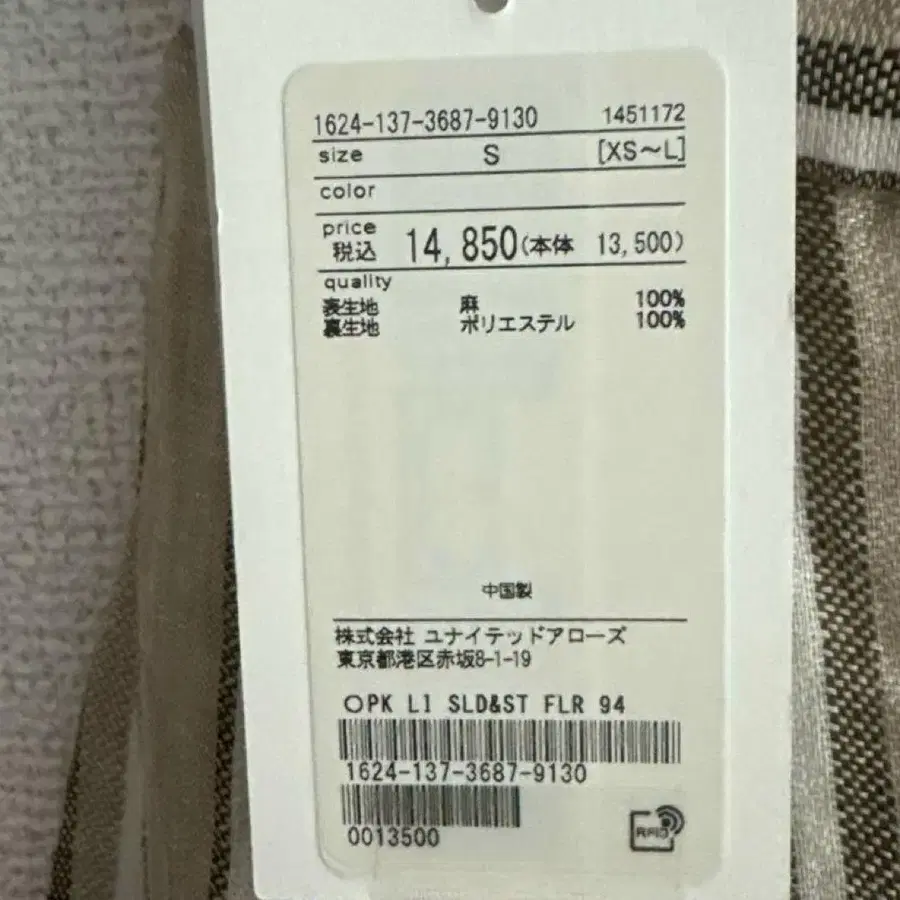 1624-137-3687-9130 1451172
size S [XS～L]
color
price
税込 14,850(本体 13,500)
quality
表生地 麻 100%
裏生地 ポリエステル 100%
中国製
株式会社 ユナイテッドアローズ
東京都港区赤坂8-1-19
OPK LI SLD&ST FLR 94
1624-137-3687-9130
0013500
RFID